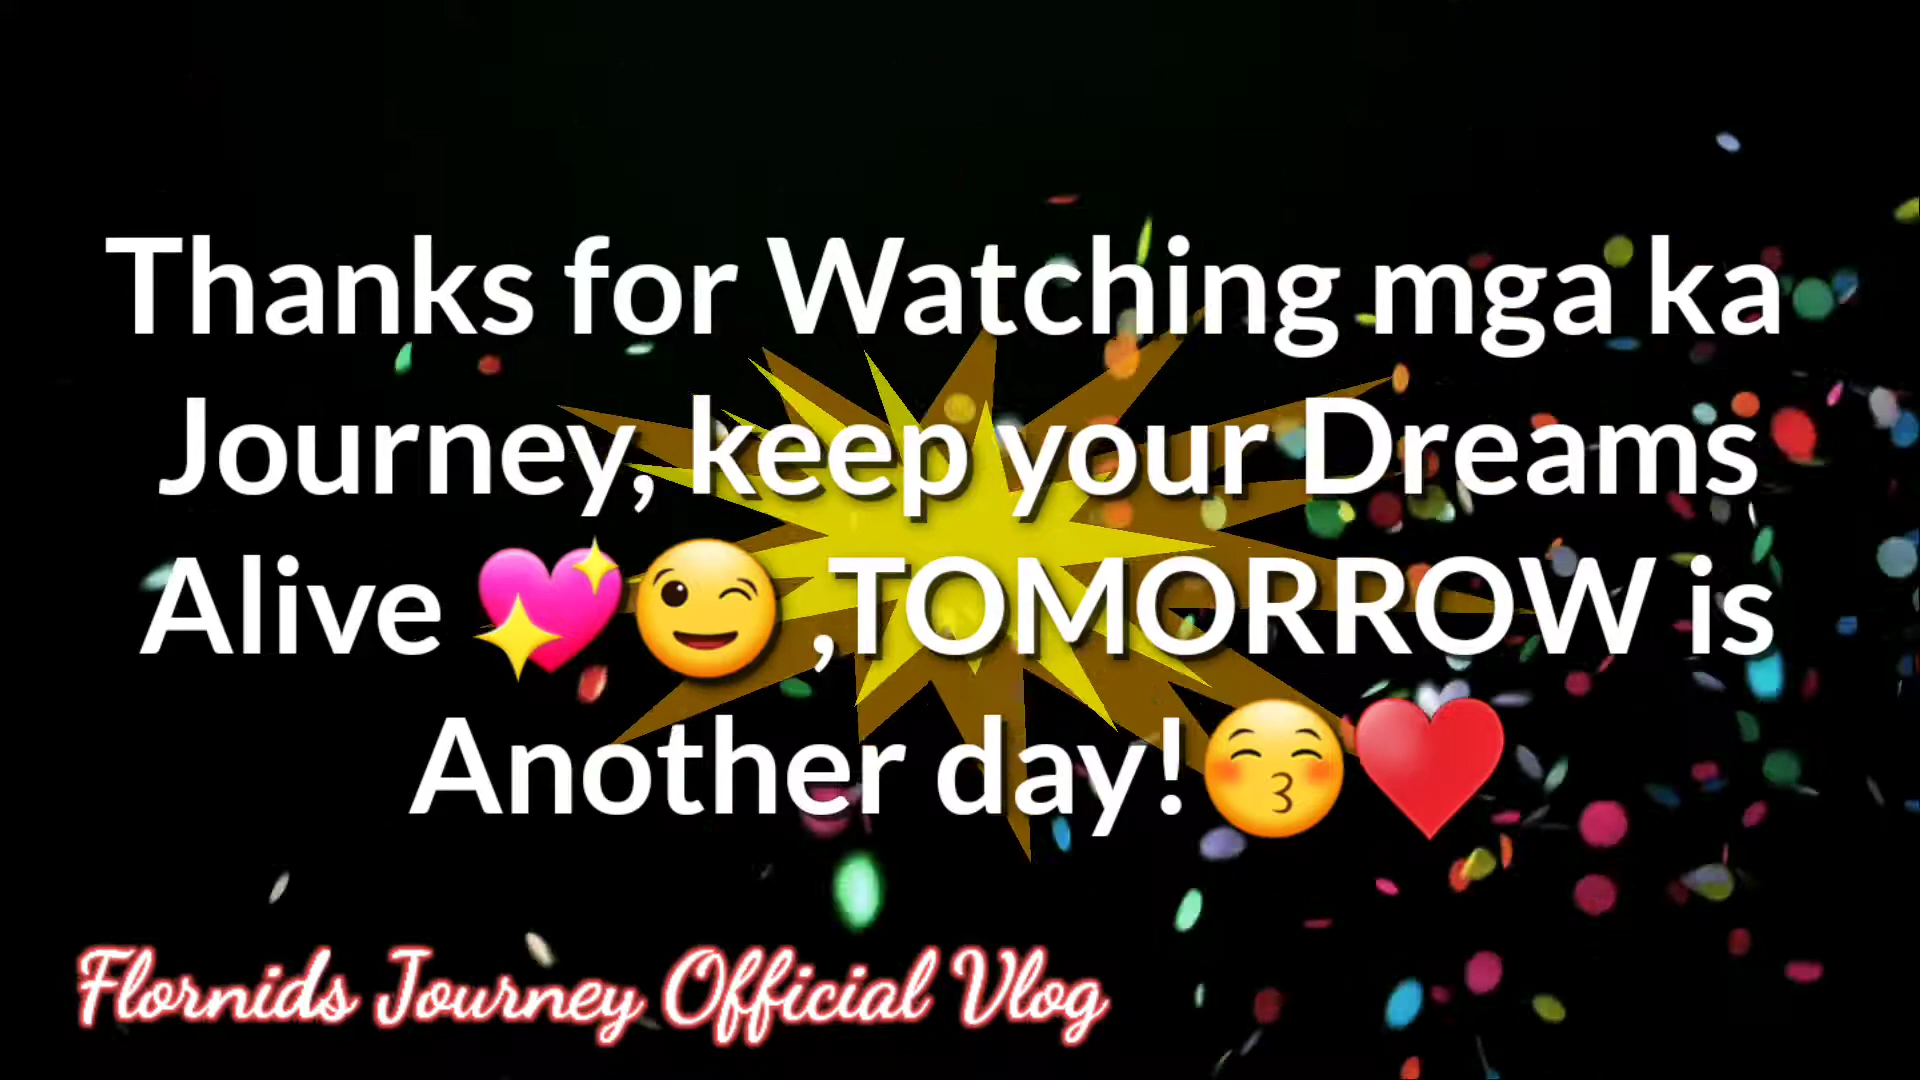 Thanks for Watching mga ka
Journey, keep your Dreams
Alive 💖😉 ,TOMORROW is
Another day!😚♥️
Flornids Journey Official Vlog